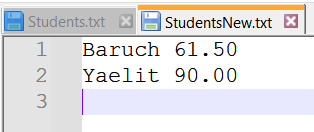 Students.txt StudentsNew.txt
1 Baruch 61.50
2 Yaelit 90.00
3